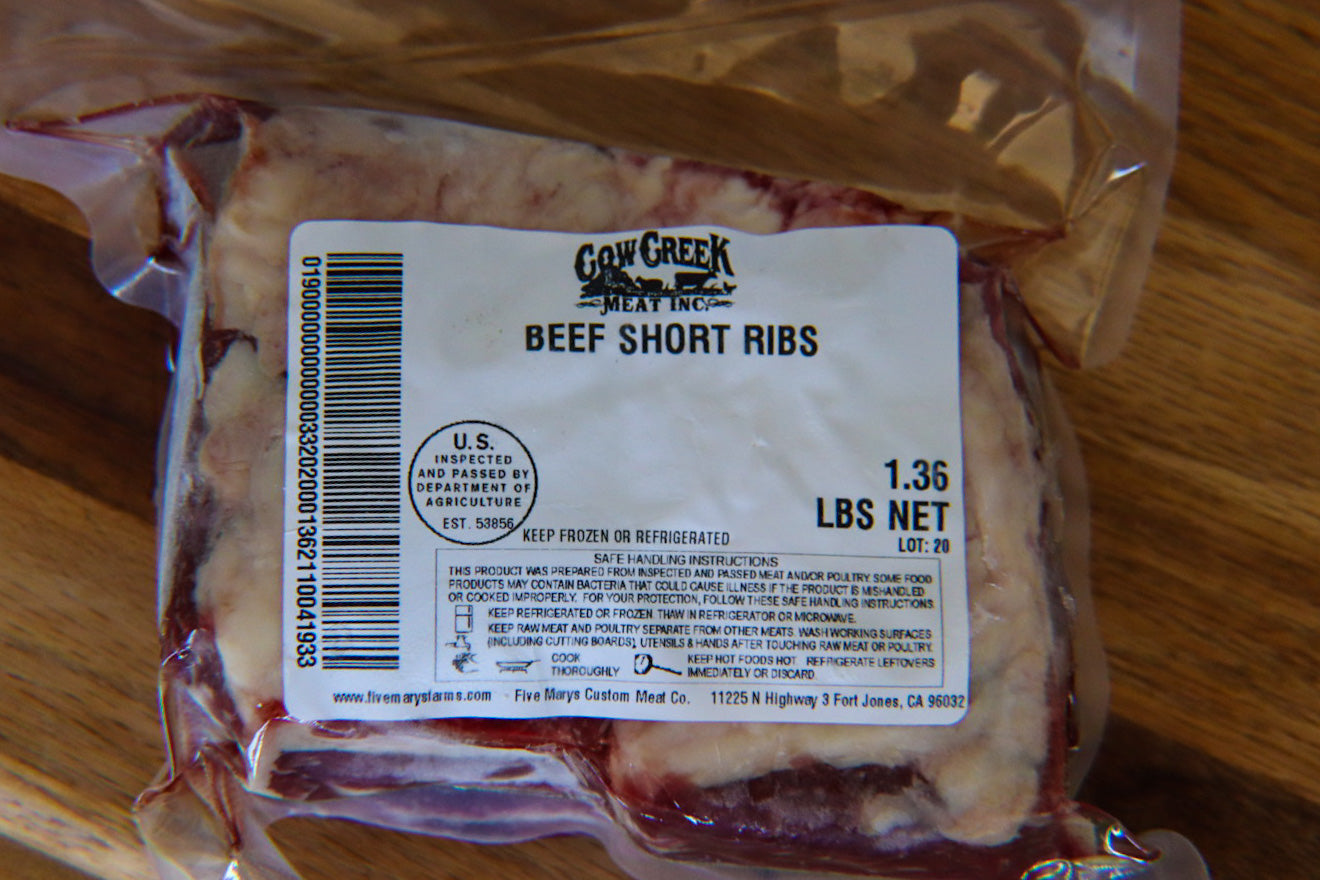 COW CREEK
MEAT INC.
BEEF SHORT RIBS
U.S.
INSPECTED
AND PASSED BY
DEPARTMENT OF
AGRICULTURE
EST. 53856
1.36
LBS NET
LOT: 20
KEEP FROZEN OR REFRIGERATED
SAFE HANDLING INSTRUCTIONS
THIS PRODUCT WAS PREPARED FROM INSPECTED AND PASSED MEAT AND/OR POULTRY. SOME FOOD
PRODUCTS MAY CONTAIN BACTERIA THAT COULD CAUSE ILLNESS IF THE PRODUCT IS MISHANDLED
OR COOKED IMPROPERLY. FOR YOUR PROTECTION, FOLLOW THESE SAFE HANDLING INSTRUCTIONS.
KEEP REFRIGERATED OR FROZEN. THAW IN REFRIGERATOR OR MICROWAVE.
KEEP RAW MEAT AND POULTRY SEPARATE FROM OTHER MEATS. WASH WORKING SURFACES
(INCLUDING CUTTING BOARDS), UTENSILS & HANDS AFTER TOUCHING RAW MEAT OR POULTRY.
COOK
THOROUGHLY
KEEP HOT FOODS HOT. REFRIGERATE LEFTOVERS
IMMEDIATELY OR DISCARD.
www.fivemarysfarms.com - Five Marys Custom Meat Co. 11225 N Highway 3 Fort Jones, CA 96032